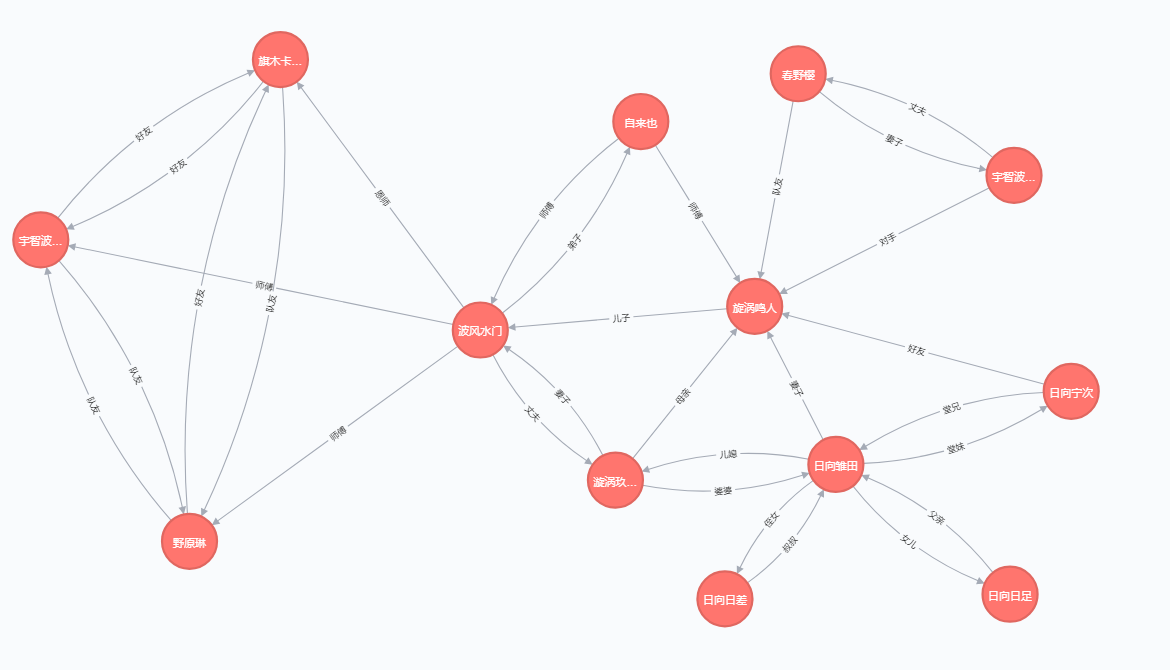 旗木卡...
春野樱
自来也
丈夫
好友
妻子
好友
宇智波...
队友
恩师
师傅
师傅
宇智波...
弟子
对手
师傅
好友
队友
旋涡鸣人
儿子
波风水门
好友
队友
妻子
妻子
日向宁次
母亲
队友
丈夫
堂兄
师傅
堂妹
儿媳
日向雏田
漩涡玖...
婆婆
侄女
父亲
野原琳
叔叔
女儿
日向日差
日向日足